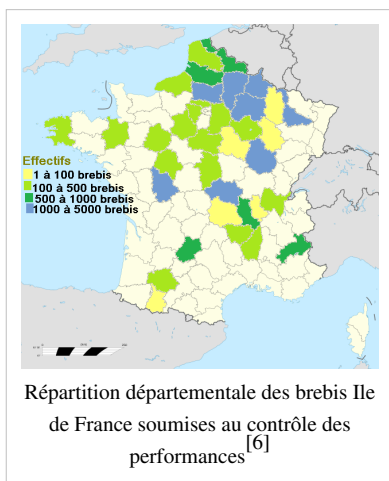 Effectifs
1 à 100 brebis
100 à 500 brebis
500 à 1000 brebis
1000 à 5000 brebis
Répartition départementale des brebis Ile
de France soumises au contrôle des
performances[6]